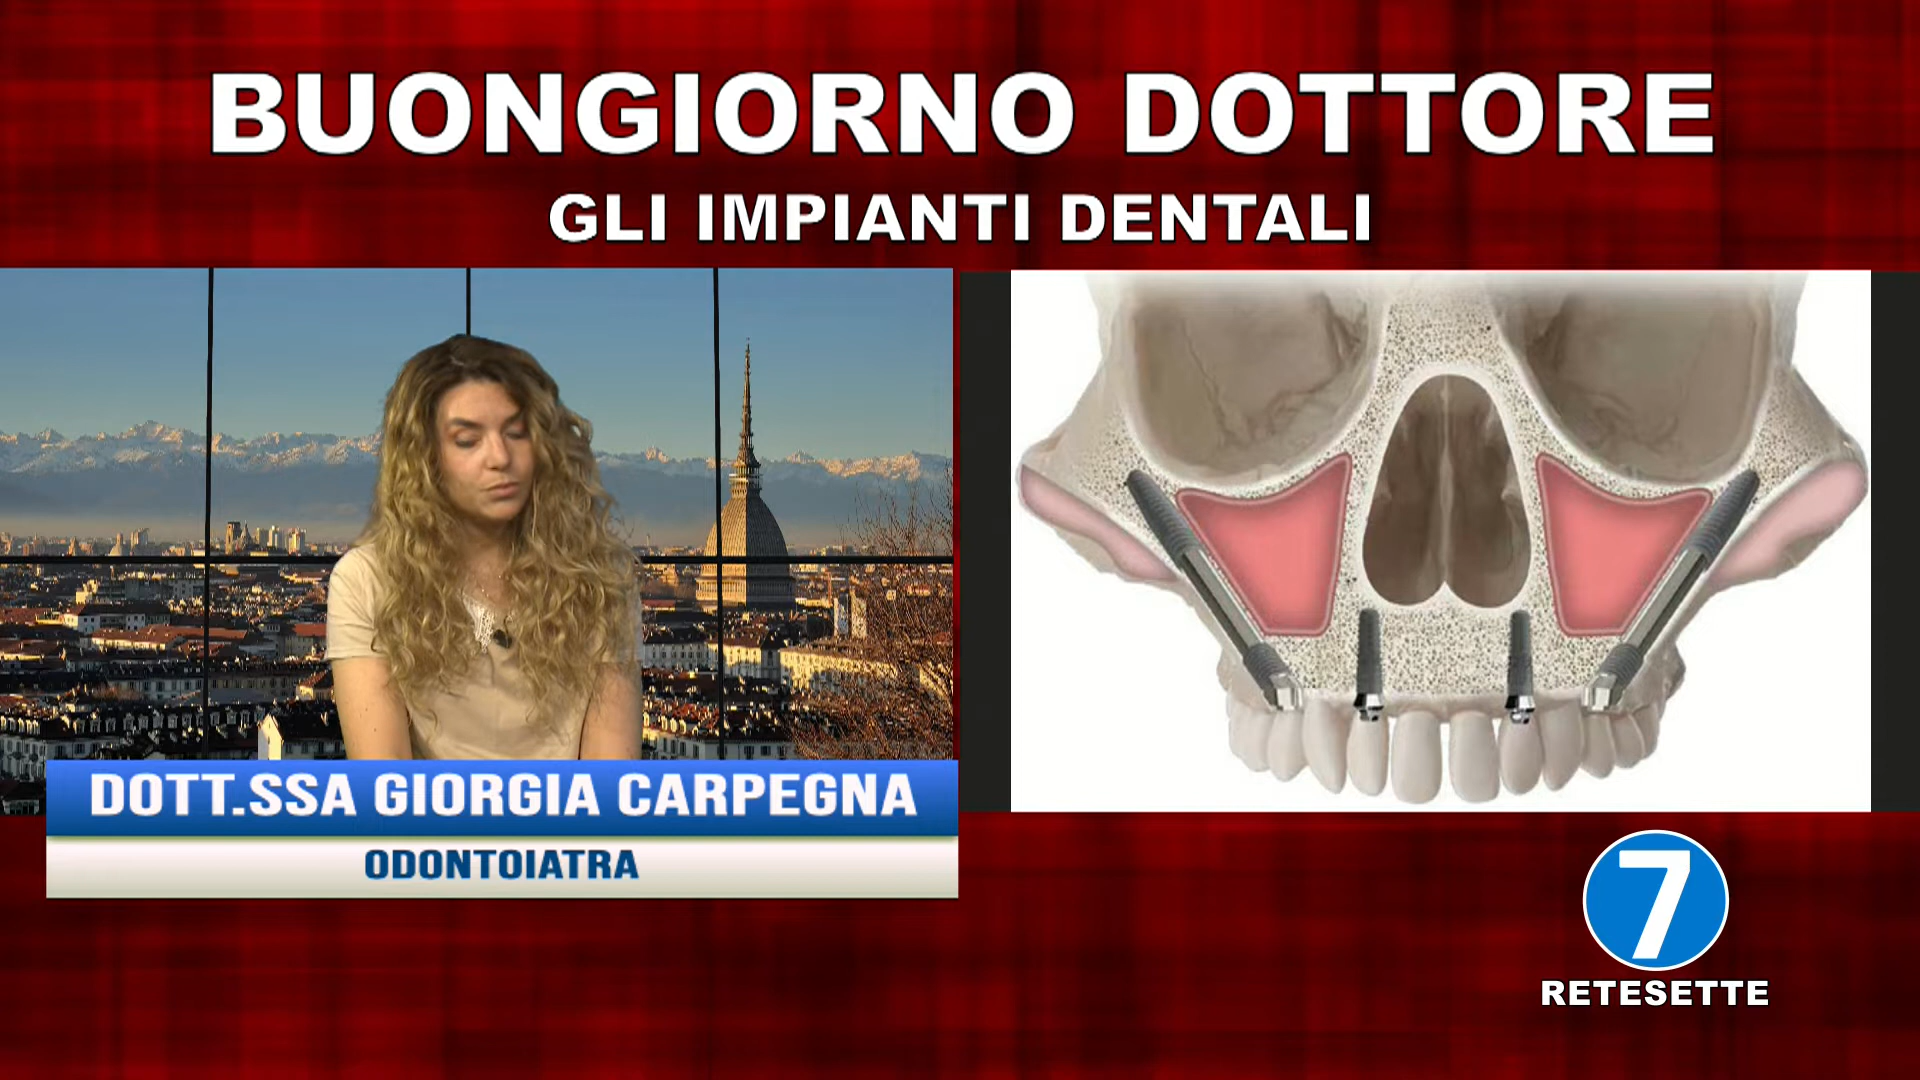 BUONGIORNO DOTTORE
GLI IMPIANTI DENTALI
DOTT.SSA GIORGIA CARPEGNA
ODONTOIATRA
7
RETESETTE